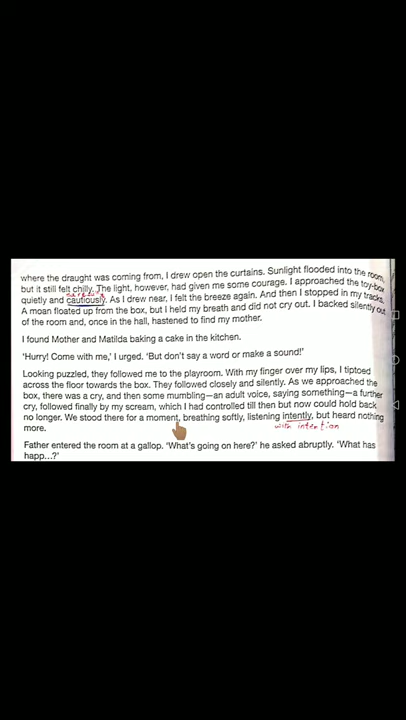 where the draught was coming from, I drew open the curtains. Sunlight flooded into the room,
but it still felt chilly. The light, however, had given me some courage. I approached the toy-box
quietly and cautiously. As I drew near, I felt the breeze again. And then I stopped in my tracks.
A moan floated up from the box, but I held my breath and did not cry out. I backed silently out
of the room and, once in the hall, hastened to find my mother.
I found Mother and Matilda baking a cake in the kitchen.
‘Hurry! Come with me,’ I urged. ‘But don’t say a word or make a sound!’
Looking puzzled, they followed me to the playroom. With my finger over my lips, I tiptoed
across the floor towards the box. They followed closely and silently. As we approached the
box, there was a cry, and then some mumbling—an adult voice, saying something—a further
cry, followed finally by my scream, which I had controlled till then but now could hold back
no longer. We stood there for a moment, breathing softly, listening intently, but heard nothing
with intention
more.
Father entered the room at a gallop. ‘What’s going on here?’ he asked abruptly. ‘What has
happ...?’